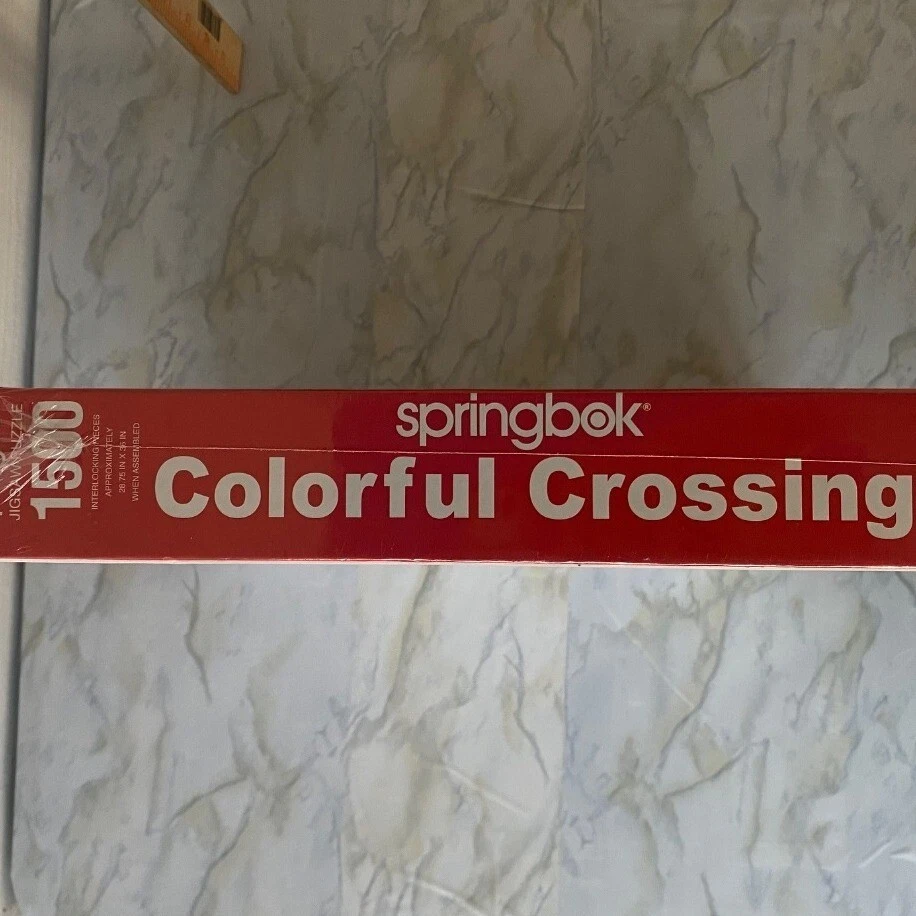 springbok®
Colorful Crossing
JIGSAW PUZZLE
1500
INTERLOCKING PIECES
APPROXIMATELY
WHEN ASSEMBLED